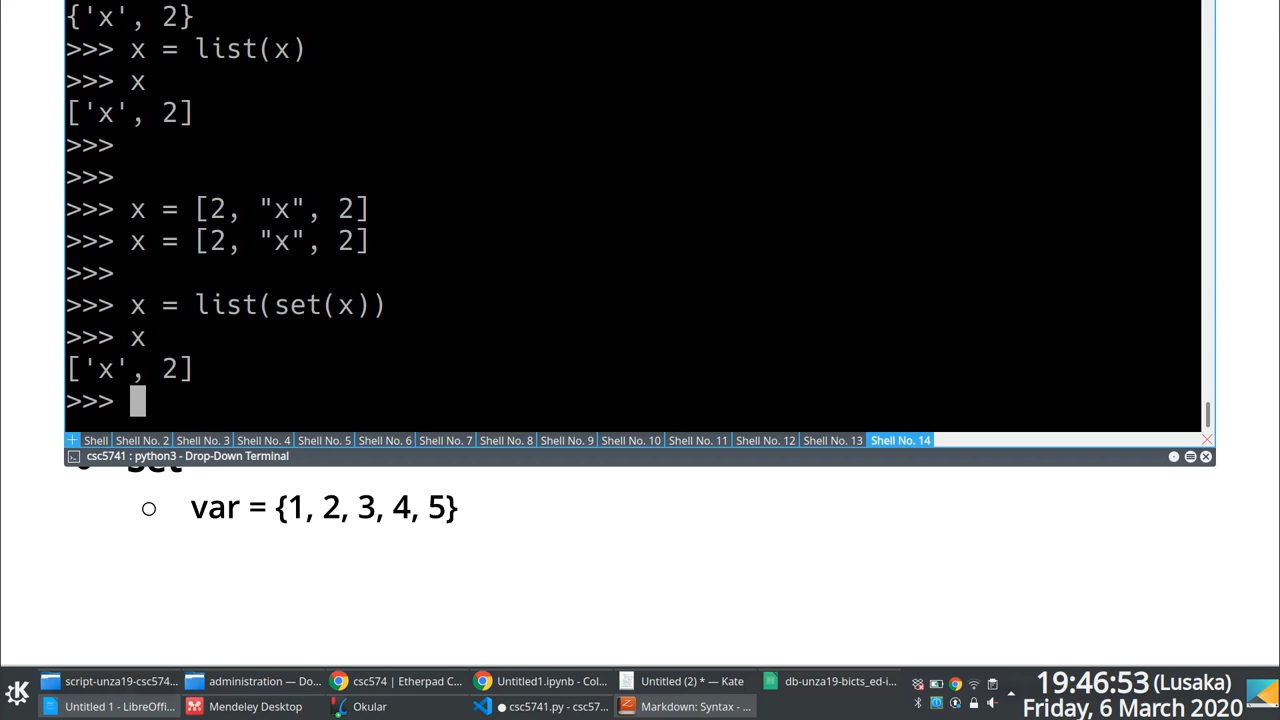 {'x', 2}
>>> x = list(x)
>>> x
['x', 2]
>>>
>>>
>>> x = [2, "x", 2]
>>> x = [2, "x", 2]
>>>
>>> x = list(set(x))
>>> x
['x', 2]
>>>
Shell Shell No. 2 Shell No. 3 Shell No. 4 Shell No. 5 Shell No. 6 Shell No. 7 Shell No. 8 Shell No. 9 Shell No. 10 Shell No. 11 Shell No. 12 Shell No. 13 Shell No. 14
csc5741 : python3 - Drop-Down Terminal
● Set
○ var = {1, 2, 3, 4, 5}
script-unza19-csc574... administration — Do... csc574 | Etherpad C... Untitled1.ipynb - Col... Untitled (2) * — Kate db-unza19-bicts_ed-i...
Untitled 1 - LibreOffi... Mendeley Desktop Okular ● csc5741.py - csc57... Markdown: Syntax - ...
19:46:53 (Lusaka)
Friday, 6 March 2020